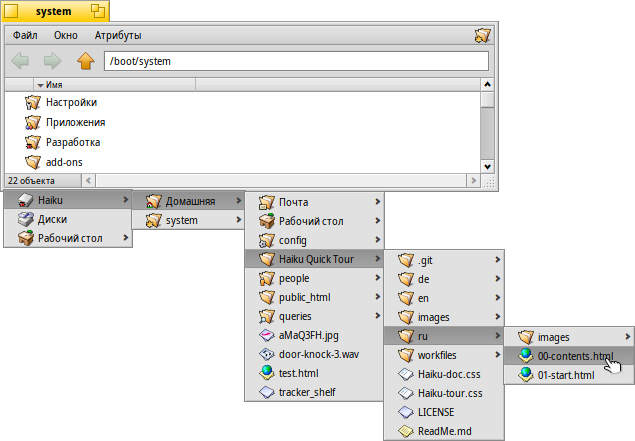 system
Файл Окно Атрибуты
/boot/system
Имя
Настройки
Приложения
Разработка
add-ons
22 объекта
Haiku
Диски
Рабочий стол
Домашняя
system
Почта
Рабочий стол
config
Haiku Quick Tour
people
public_html
queries
aMaQ3FH.jpg
door-knock-3.wav
test.html
tracker_shelf
.git
de
en
images
ru
workfiles
Haiku-doc.css
Haiku-tour.css
LICENSE
ReadMe.md
images
00-contents.html
01-start.html